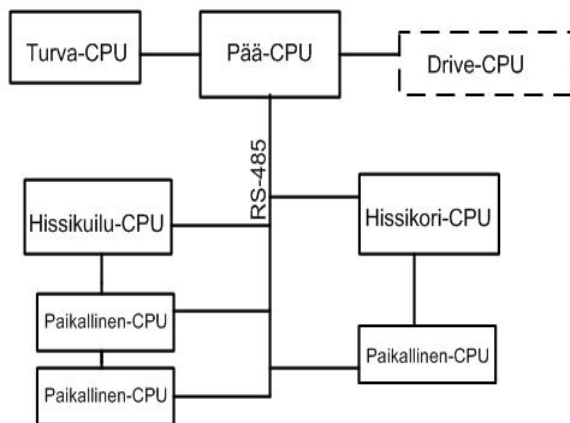 Turva-CPU
Pää-CPU
Drive-CPU
RS-485
Hissikuilu-CPU
Hissikori-CPU
Paikallinen-CPU
Paikallinen-CPU
Paikallinen-CPU